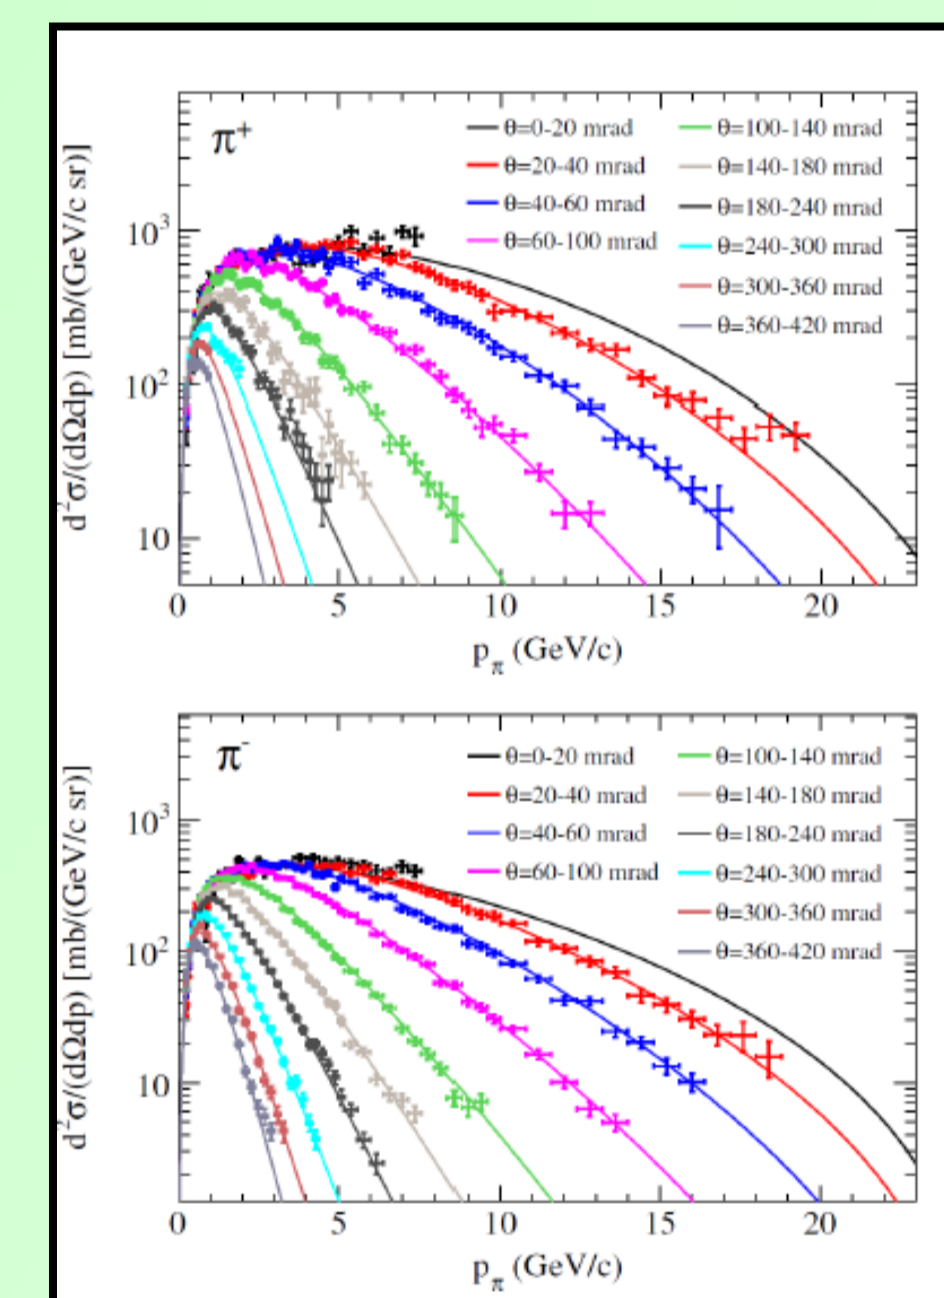 π⁺
θ=0-20 mrad θ=100-140 mrad
θ=20-40 mrad θ=140-180 mrad
θ=40-60 mrad θ=180-240 mrad
θ=60-100 mrad θ=240-300 mrad
θ=300-360 mrad
θ=360-420 mrad
d²σ/(dΩdp) [mb/(GeV/c sr)]
10³
10²
10
0 5 10 15 20
p_π (GeV/c)
π⁻
θ=0-20 mrad θ=100-140 mrad
θ=20-40 mrad θ=140-180 mrad
θ=40-60 mrad θ=180-240 mrad
θ=60-100 mrad θ=240-300 mrad
θ=300-360 mrad
θ=360-420 mrad
d²σ/(dΩdp) [mb/(GeV/c sr)]
10³
10²
10
0 5 10 15 20
p_π (GeV/c)